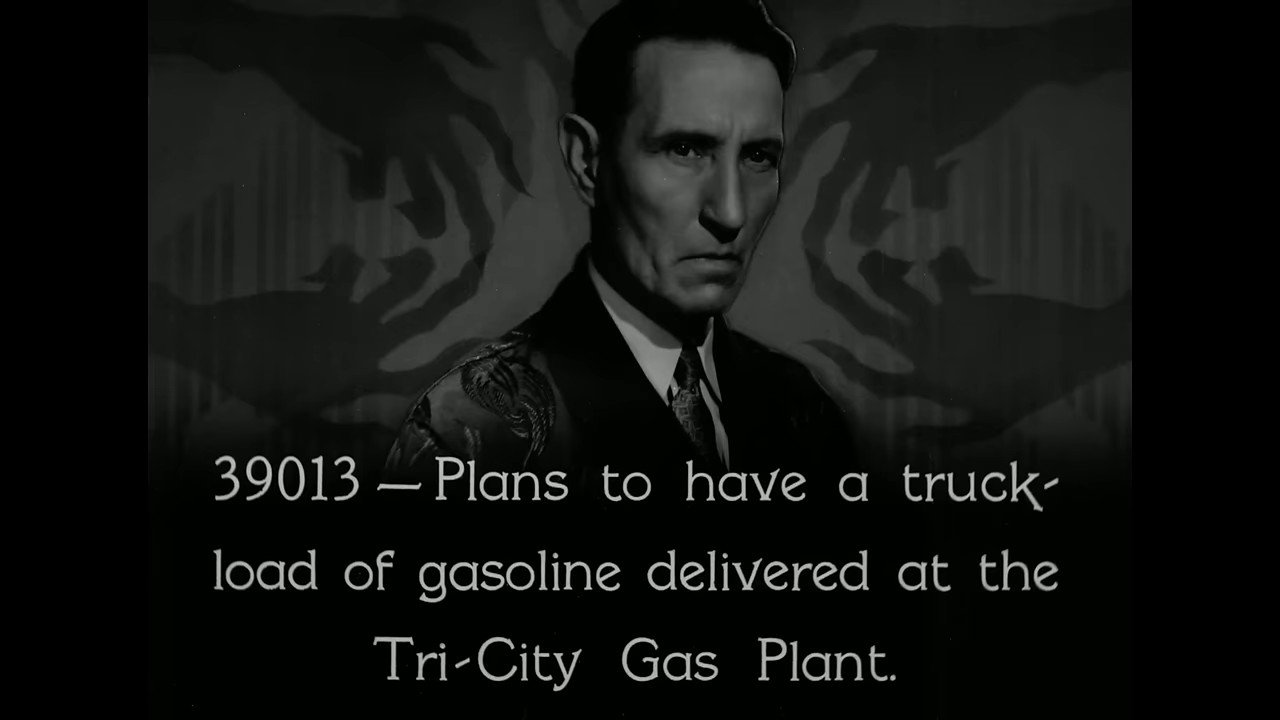 39013 – Plans to have a truck-
load of gasoline delivered at the
Tri-City Gas Plant.